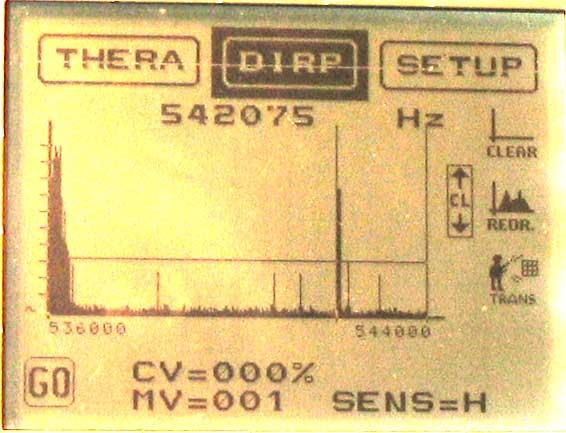 THERA DIRP SETUP
542075 Hz
CLEAR
CL
REDR.
TRANS
536000 544000
GO
CV=000%
MV=001 SENS=H